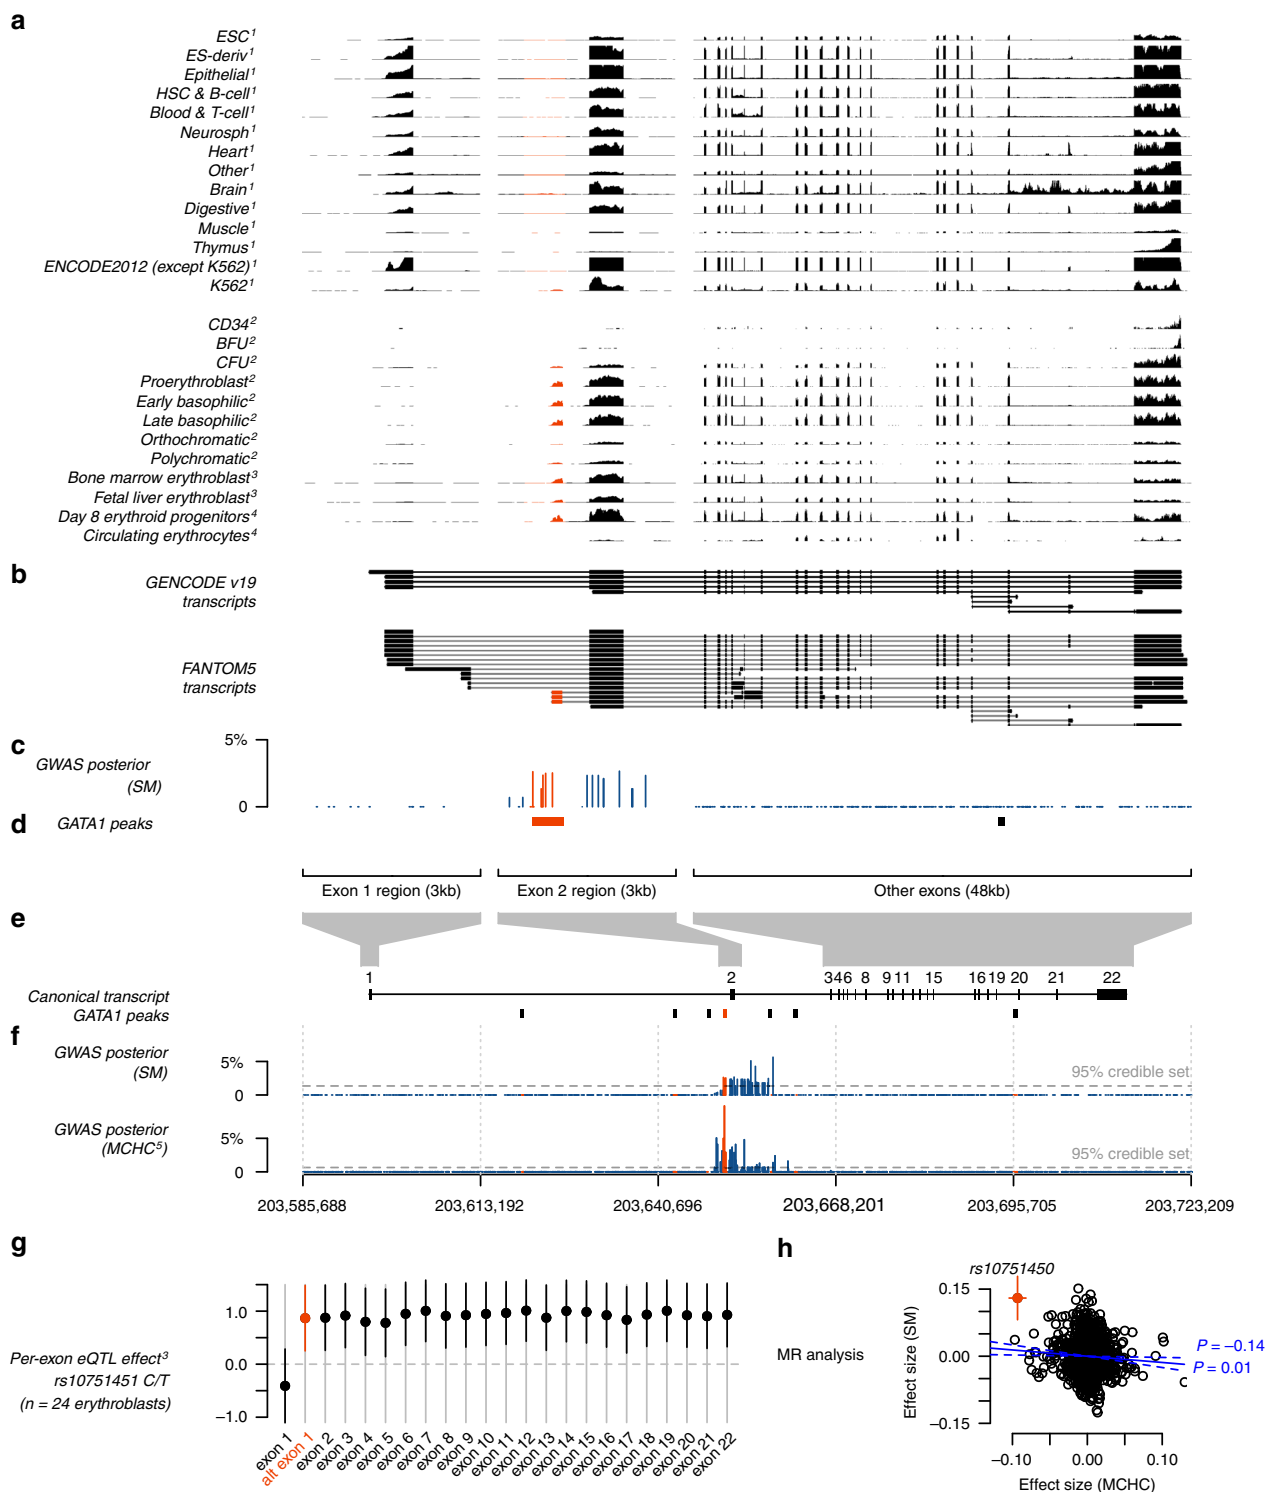 a
ESC1
ES-deriv1
Epithelial1
HSC & B-cell1
Blood & T-cell1
Neurosph1
Heart1
Other1
Brain1
Digestive1
Muscle1
Thymus1
ENCODE2012 (except K562)1
K5621
CD342
BFU2
CFU2
Proerythroblast2
Early basophilic2
Late basophilic2
Orthochromatic2
Polychromatic2
Bone marrow erythroblast3
Fetal liver erythroblast3
Day 8 erythroid progenitors4
Circulating erythrocytes4
b
GENCODE v19
transcripts
FANTOM5
transcripts
c
GWAS posterior
(SM)
5%
0
d
GATA1 peaks
Exon 1 region (3kb)
Exon 2 region (3kb)
Other exons (48kb)
e
1
2
3 4 6 8 9 11 15 16 19 20 21 22
Canonical transcript
GATA1 peaks
f
GWAS posterior
(SM)
5%
0
95% credible set
GWAS posterior
(MCHC5)
5%
0
95% credible set
203,585,688
203,613,192
203,640,696
203,668,201
203,695,705
203,723,209
g
Per-exon eQTL effect3
rs10751451 C/T
(n = 24 erythroblasts)
1.0
0.0
−1.0
exon 1
alt exon 1
exon 2
exon 3
exon 4
exon 5
exon 6
exon 7
exon 8
exon 9
exon 10
exon 11
exon 12
exon 13
exon 14
exon 15
exon 16
exon 17
exon 18
exon 19
exon 20
exon 21
exon 22
h
MR analysis
rs10751450
Effect size (SM)
0.15
0.00
−0.15
P = −0.14
P = 0.01
−0.10
0.00
0.10
Effect size (MCHC)